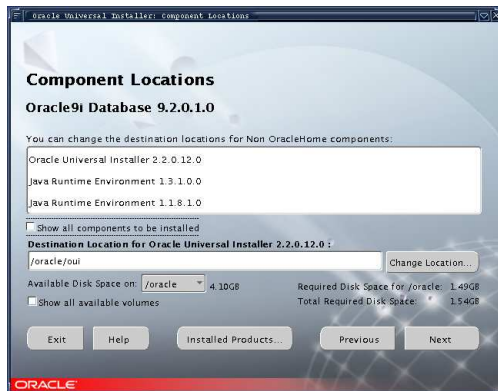 Oracle Universal Installer: Component Locations
Component Locations
Oracle9i Database 9.2.0.1.0
You can change the destination locations for Non OracleHome components:
Oracle Universal Installer 2.2.0.12.0
Java Runtime Environment 1.3.1.0.0
Java Runtime Environment 1.1.8.1.0
Show all components to be installed
Destination Location for Oracle Universal Installer 2.2.0.12.0 :
/oracle/oui
Change Location...
Available Disk Space on: /oracle 4.10GB
Required Disk Space for /oracle: 1.49GB
Show all available volumes
Total Required Disk Space: 1.54GB
Exit Help Installed Products... Previous Next
ORACLE